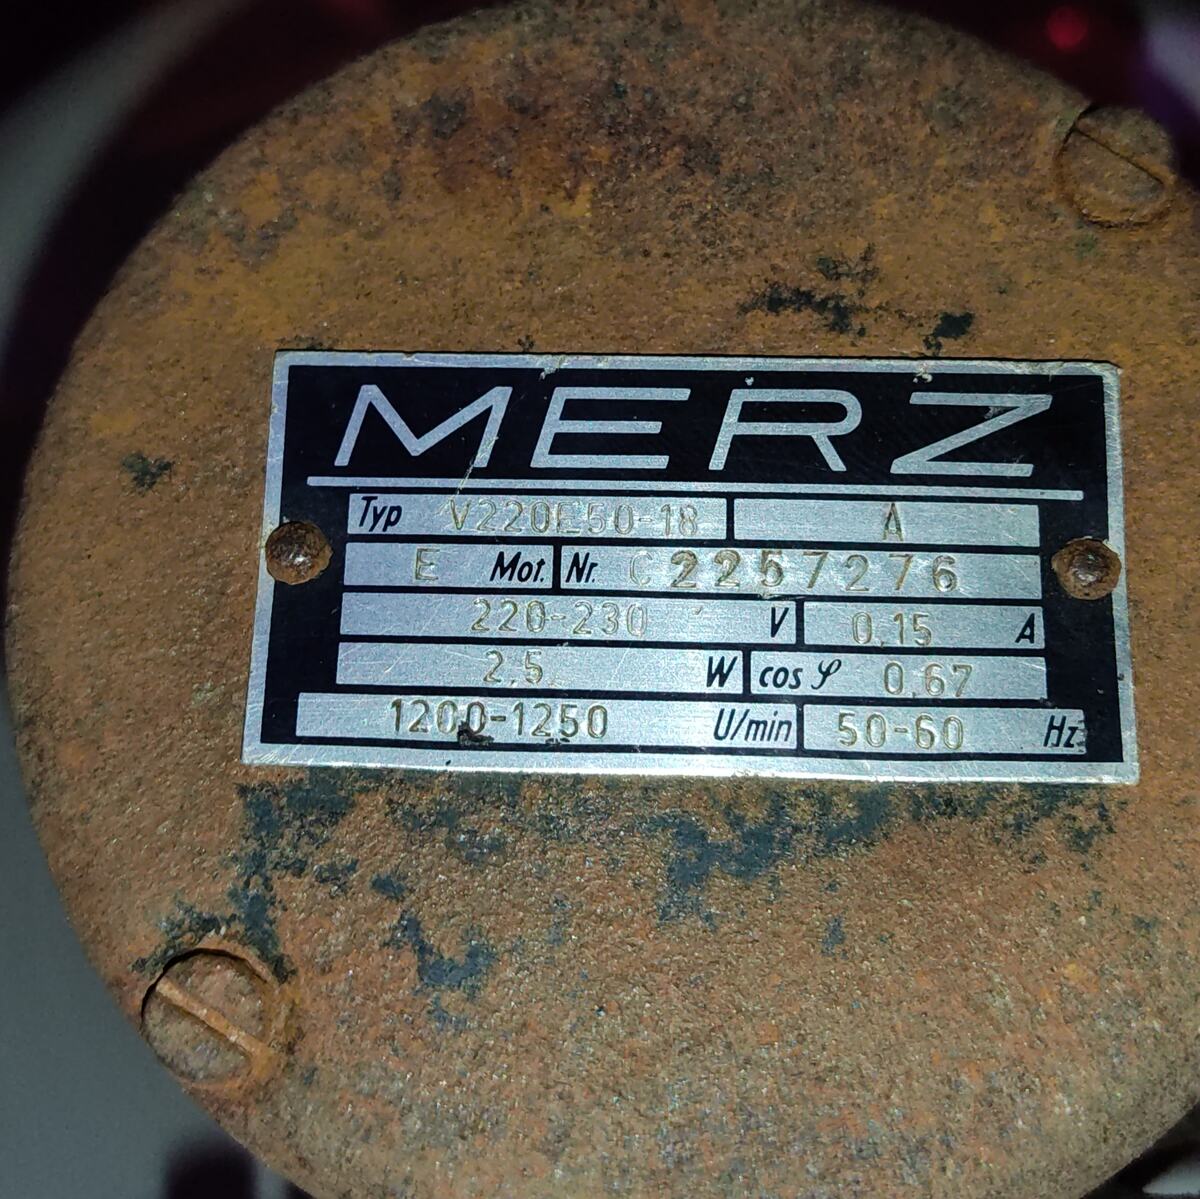 MERZ
Typ V220E50-18 A
E Mot. Nr. C2257276
220-230 V 0,15 A
2,5 W cos φ 0,67
1200-1250 U/min 50-60 Hz